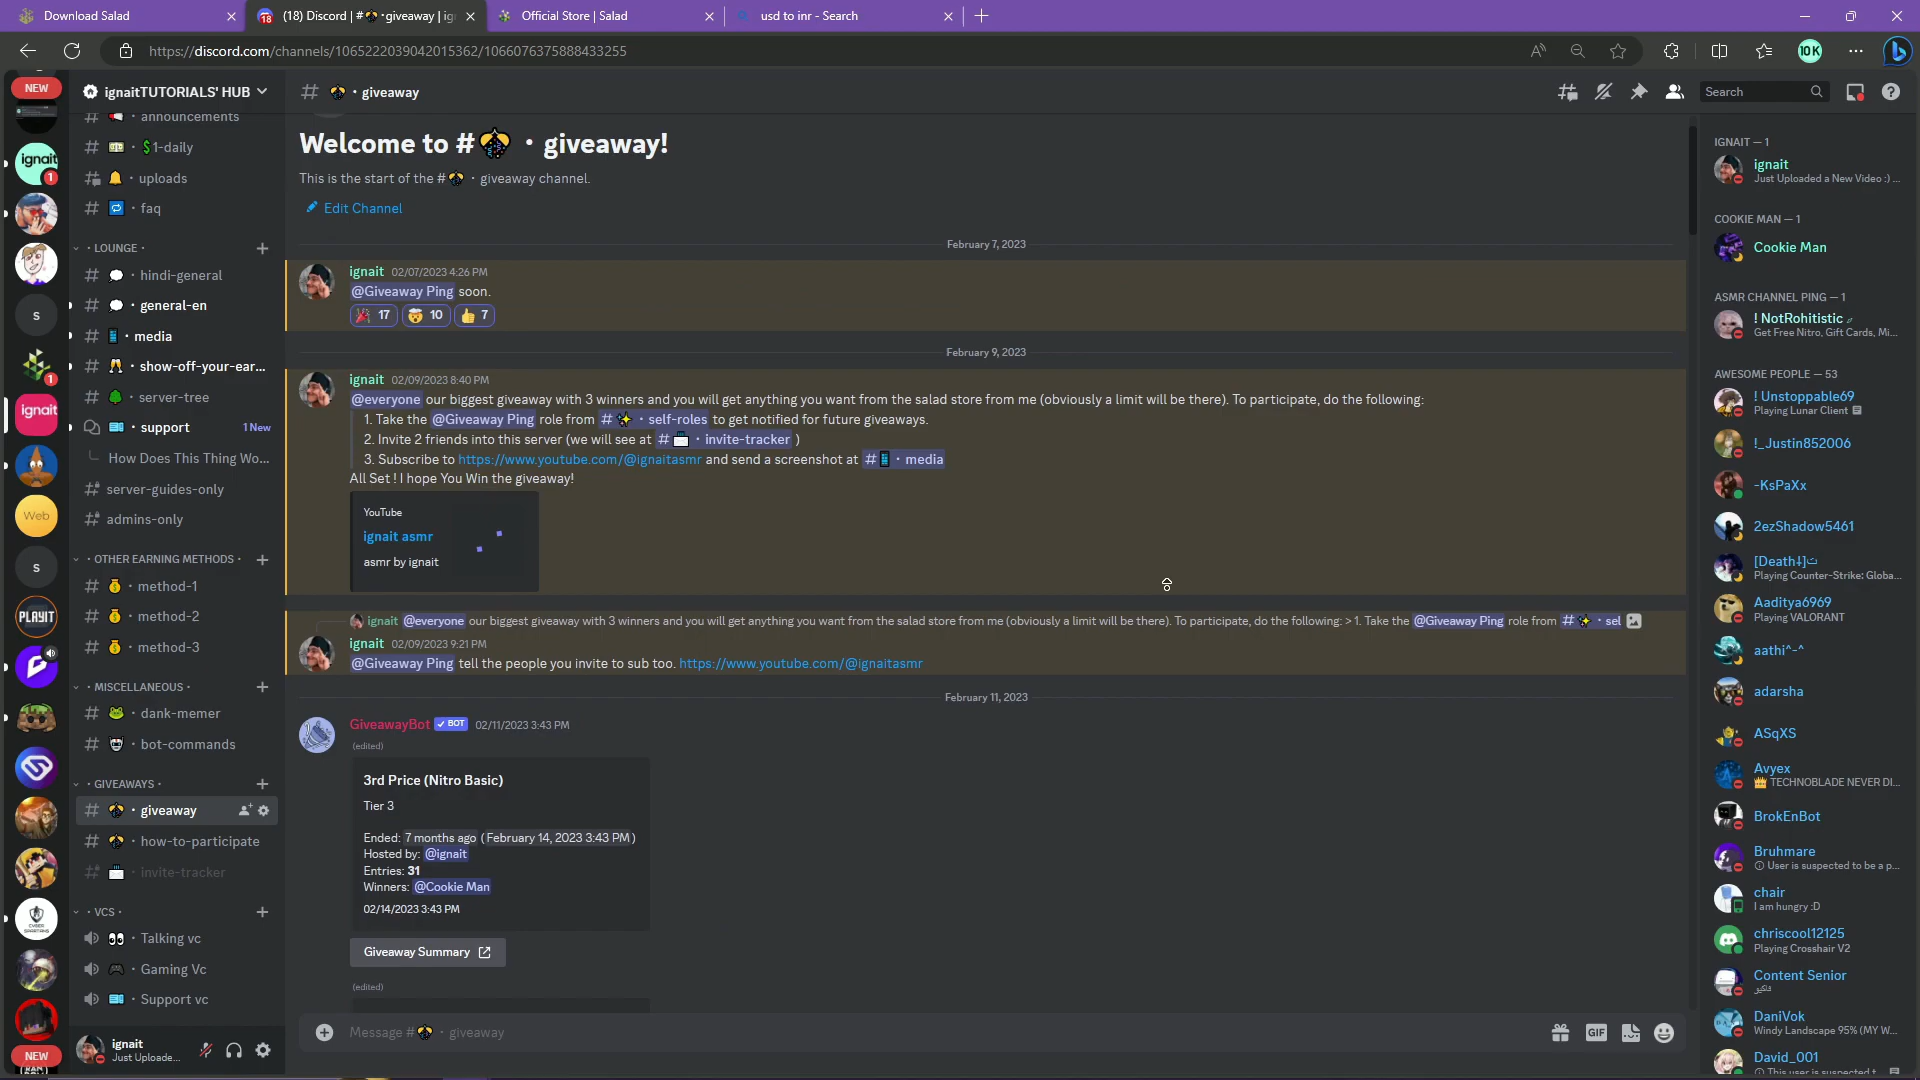 Download Salad
(18) Discord | # · giveaway | ig
Official Store | Salad
usd to inr - Search
https://discord.com/channels/1065222039042015362/1066076375888433255
10K
NEW
ignait
1
S
1
ignait
Web
S
PLAYIT
CYBER SPARTANS
NEW
ignaitTUTORIALS' HUB
announcements
$1-daily
uploads
faq
· LOUNGE ·
hindi-general
general-en
media
show-off-your-ear...
server-tree
support 1 New
How Does This Thing Wo...
server-guides-only
admins-only
· OTHER EARNING METHODS ·
method-1
method-2
method-3
· MISCELLANEOUS ·
dank-memer
bot-commands
· GIVEAWAYS ·
giveaway
how-to-participate
invite-tracker
· VCS ·
Talking vc
Gaming Vc
Support vc
ignait
Just Uploade...
# · giveaway
Search
Welcome to # · giveaway!
This is the start of the # · giveaway channel.
Edit Channel
February 7, 2023
ignait 02/07/2023 4:26 PM
@Giveaway Ping soon.
17 10 7
February 9, 2023
ignait 02/09/2023 8:40 PM
@everyone our biggest giveaway with 3 winners and you will get anything you want from the salad store from me (obviously a limit will be there). To participate, do the following:
1. Take the @Giveaway Ping role from # · self-roles to get notified for future giveaways.
2. Invite 2 friends into this server (we will see at # · invite-tracker )
3. Subscribe to https://www.youtube.com/@ignaitasmr and send a screenshot at # · media
All Set ! I hope You Win the giveaway!
YouTube
ignait asmr
asmr by ignait
ignait @everyone our biggest giveaway with 3 winners and you will get anything you want from the salad store from me (obviously a limit will be there). To participate, do the following: > 1. Take the @Giveaway Ping role from # · sel
ignait 02/09/2023 9:21 PM
@Giveaway Ping tell the people you invite to sub too. https://www.youtube.com/@ignaitasmr
February 11, 2023
GiveawayBot ✓ BOT 02/11/2023 3:43 PM
(edited)
3rd Price (Nitro Basic)
Tier 3
Ended: 7 months ago (February 14, 2023 3:43 PM)
Hosted by: @ignait
Entries: 31
Winners: @Cookie Man
02/14/2023 3:43 PM
Giveaway Summary
(edited)
Message # · giveaway
GIF
IGNAIT — 1
ignait
Just Uploaded a New Video :) ...
COOKIE MAN — 1
Cookie Man
ASMR CHANNEL PING — 1
! NotRohitistic
Get Free Nitro, Gift Cards, Mi...
AWESOME PEOPLE — 53
! Unstoppable69
Playing Lunar Client
!_Justin852006
-KsPaXx
2ezShadow5461
Playing Counter-Strike: Globa...
Aaditya6969
Playing VALORANT
aathi^-^
adarsha
ASqXS
Avyex
TECHNOBLADE NEVER DI...
BrokEnBot
Bruhmare
User is suspected to be a p...
chair
I am hungry :D
chriscool12125
Playing Crosshair V2
Content Senior
DaniVok
Windy Landscape 95% (MY W...
David_001
This user is suspected t...